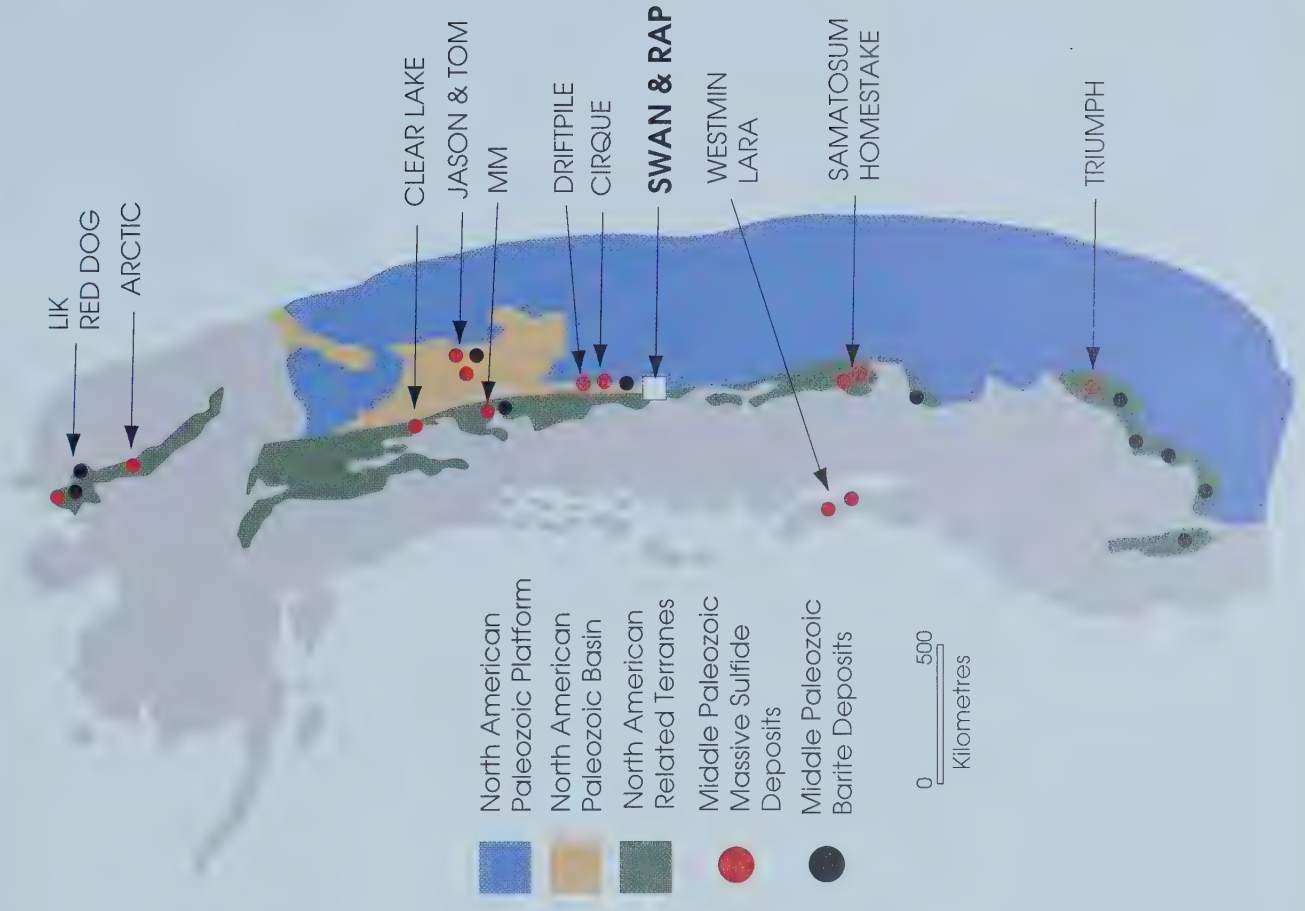 LIK
RED DOG
ARCTIC
CLEAR LAKE
JASON & TOM
MM
DRIFTPILE
CIRQUE
SWAN & RAP
WESTMIN
LARA
SAMATOSUM
HOMESTAKE
TRIUMPH
North American
Paleozoic Platform
North American
Paleozoic Basin
North American
Related Terranes
Middle Paleozoic
Massive Sulfide
Deposits
Middle Paleozoic
Barite Deposits
0 500
Kilometres